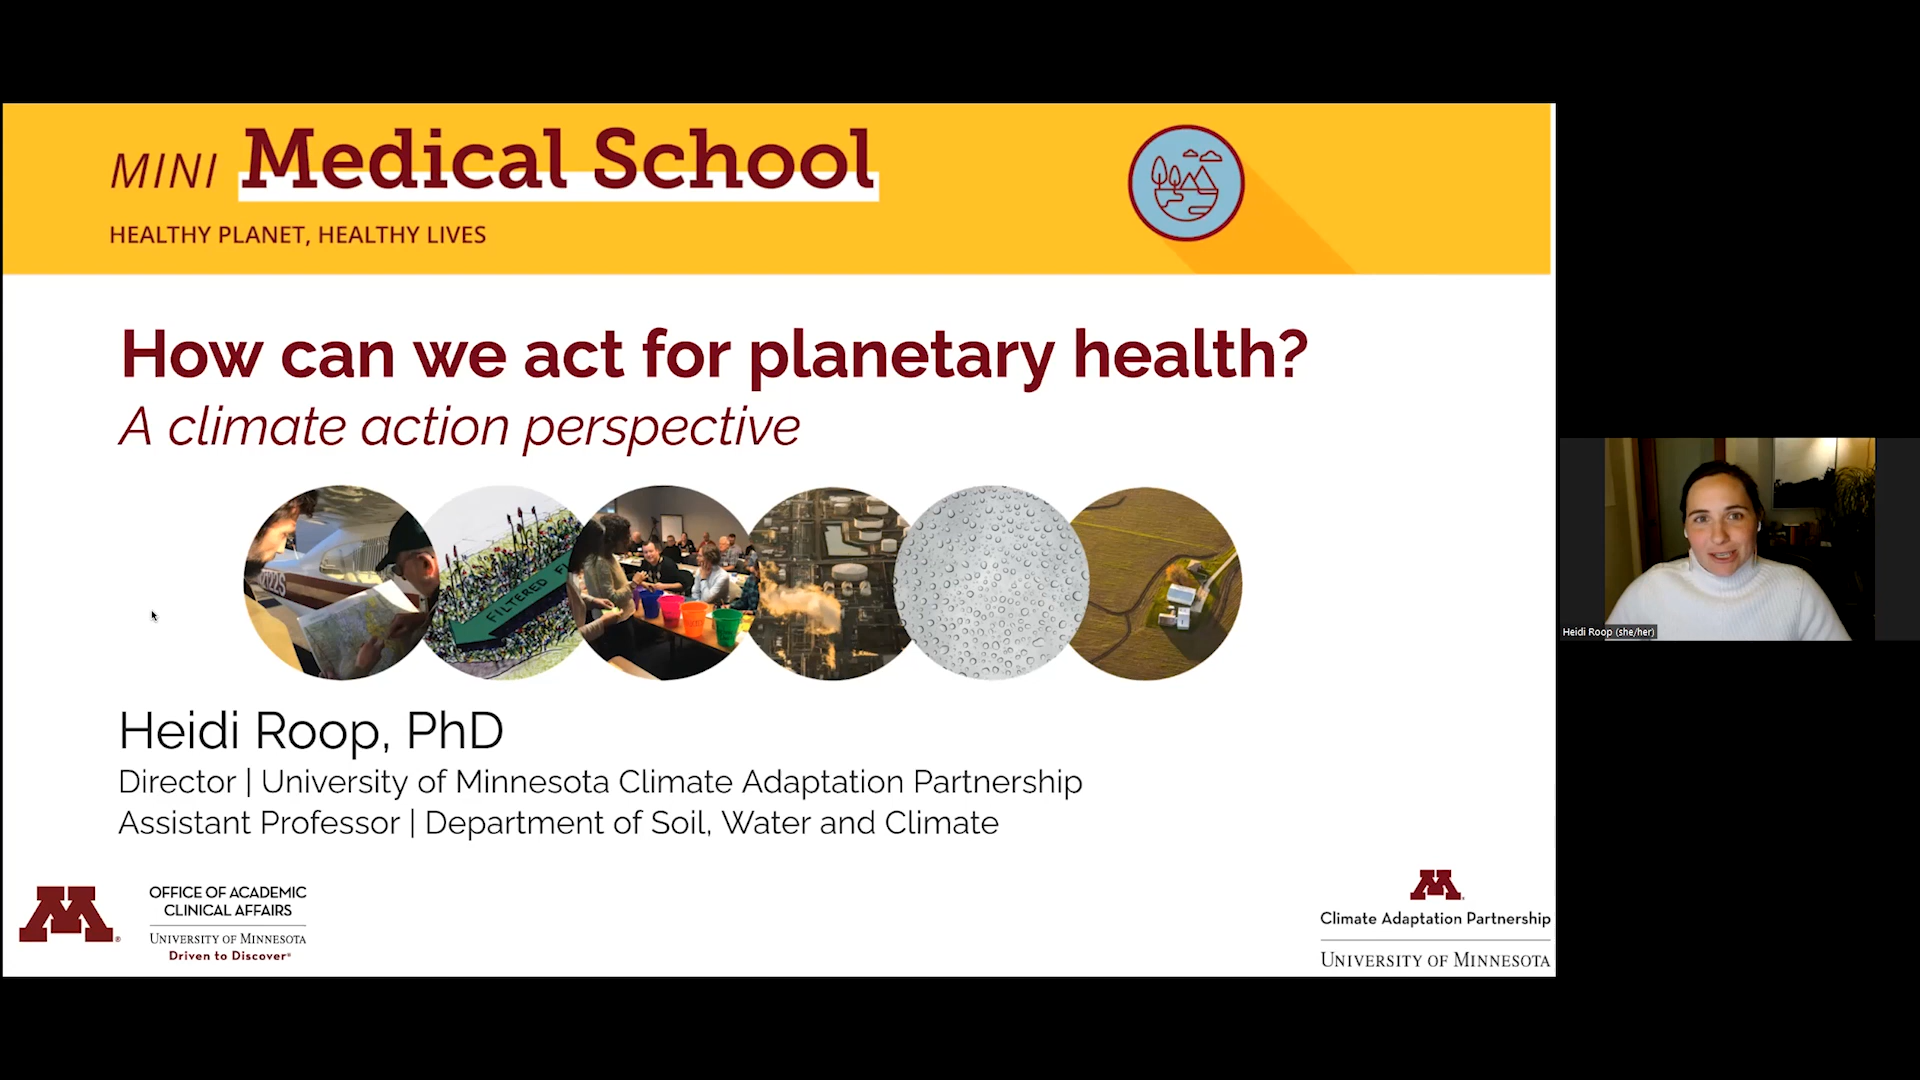 MINI Medical School
HEALTHY PLANET, HEALTHY LIVES
How can we act for planetary health?
A climate action perspective
FILTERED
Heidi Roop, PhD
Director | University of Minnesota Climate Adaptation Partnership
Assistant Professor | Department of Soil, Water and Climate
OFFICE OF ACADEMIC
CLINICAL AFFAIRS
UNIVERSITY OF MINNESOTA
Driven to Discover®
M
Climate Adaptation Partnership
UNIVERSITY OF MINNESOTA
Heidi Roop (she/her)